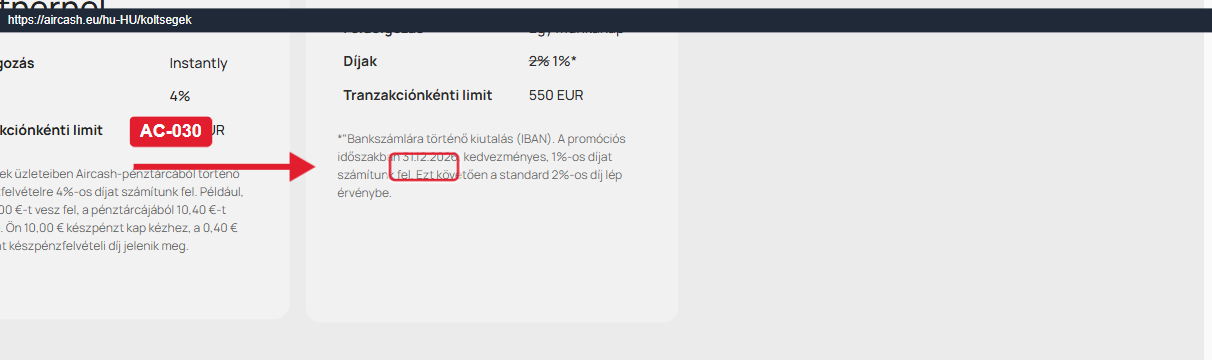 https://aircash.eu/hu-HU/koltsegek
gozás Instantly
4%
kciónkénti limit UR
AC-030
ek üzleteiben Aircash-pénztárcából történő
felvételre 4%-os díjat számítunk fel. Például,
00 €-t vesz fel, a pénztárcájából 10,40 €-t
. Ön 10,00 € készpénzt kap kézhez, a 0,40 €
t készpénzfelvételi díj jelenik meg.
Díjak 2% 1%*
Tranzakciónkénti limit 550 EUR
*"Bankszámlára történő kiutalás (IBAN). A promóciós
időszakban 31.12.2026. kedvezményes, 1%-os díjat
számítunk fel. Ezt követően a standard 2%-os díj lép
érvénybe.